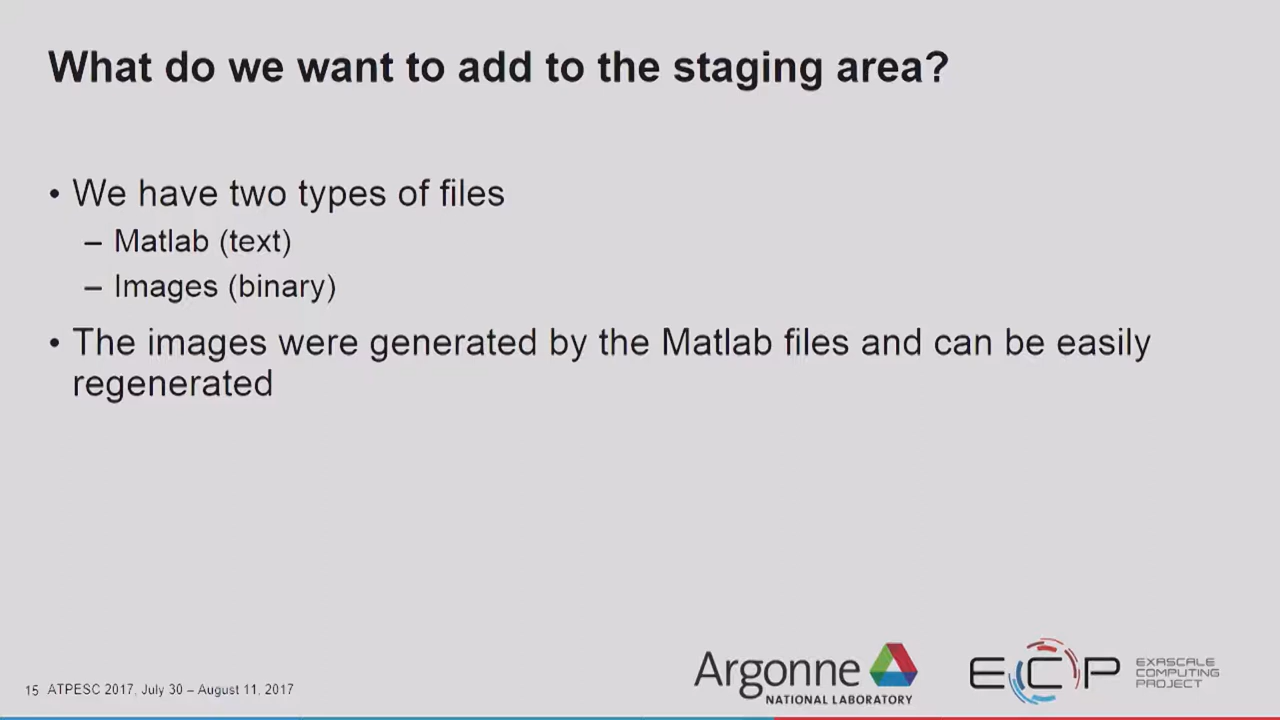 What do we want to add to the staging area?
• We have two types of files
– Matlab (text)
– Images (binary)
• The images were generated by the Matlab files and can be easily
regenerated
15 ATPESC 2017, July 30 – August 11, 2017
Argonne
NATIONAL LABORATORY
ECP
EXASCALE
COMPUTING
PROJECT